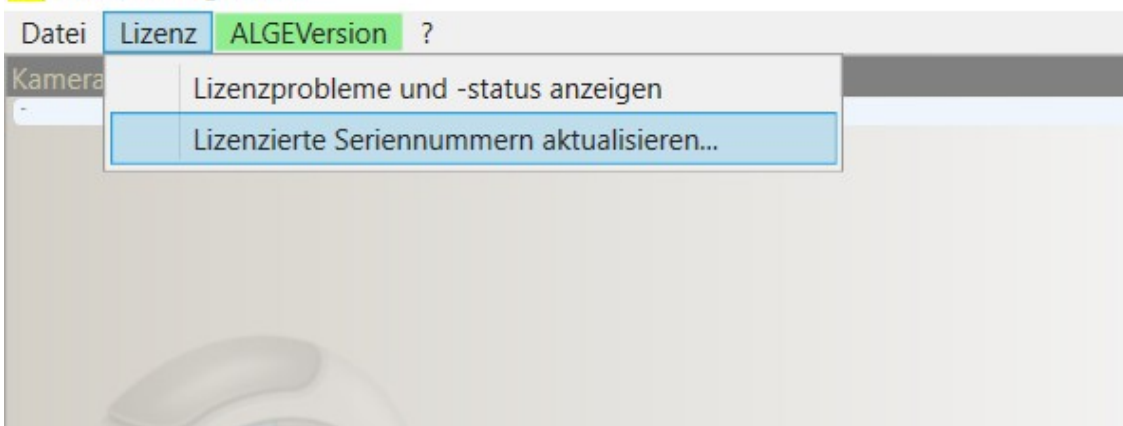 Datei Lizenz ALGEVersion ?
Kamera
Lizenzprobleme und -status anzeigen
-
Lizenzierte Seriennummern aktualisieren...